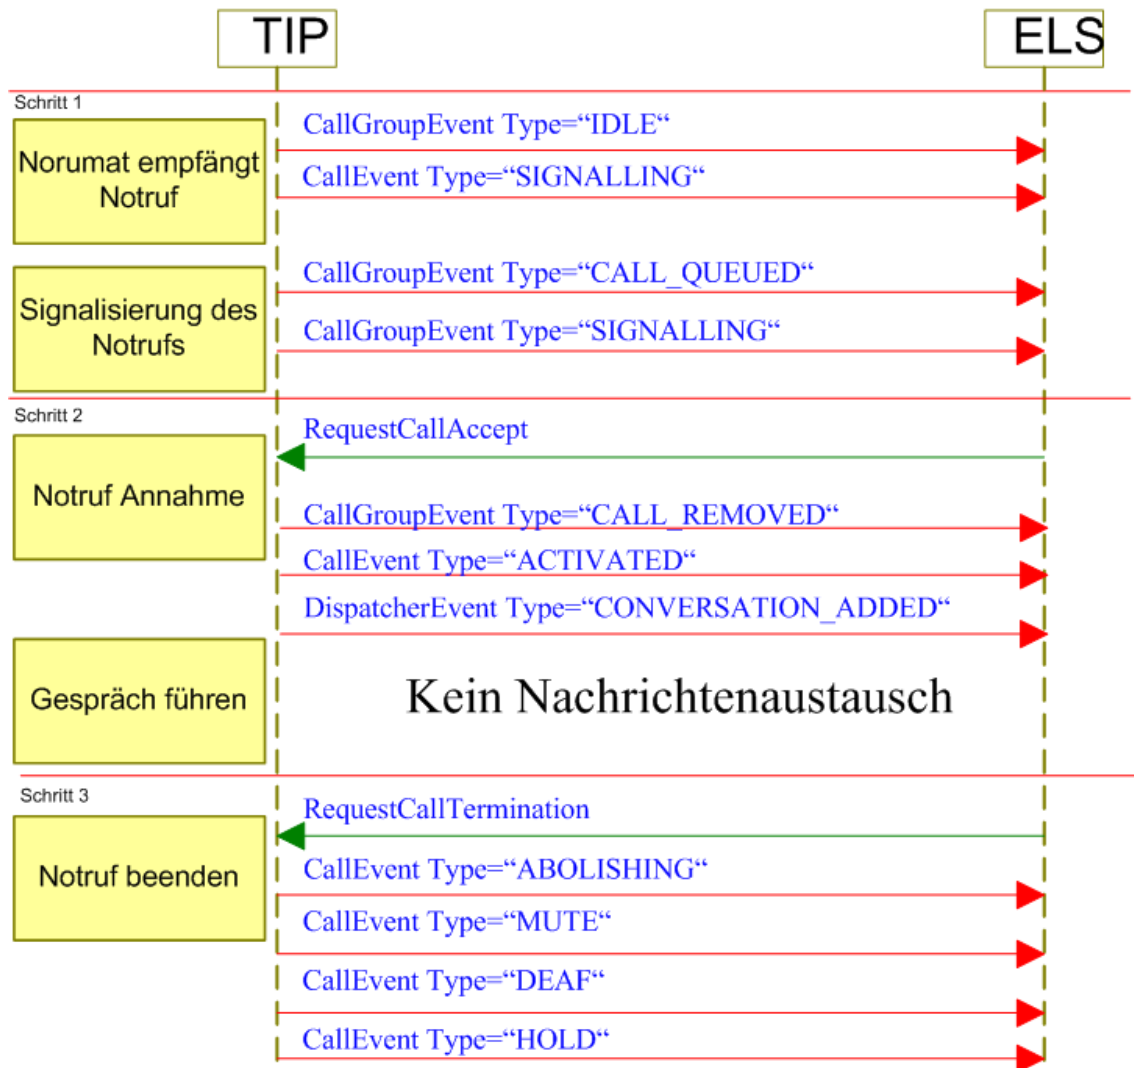 TIP
ELS
Schritt 1
Norumat empfängt
Notruf
CallGroupEvent Type=“IDLE“
CallEvent Type=“SIGNALLING“
Signalisierung des
Notrufs
CallGroupEvent Type=“CALL_QUEUED“
CallGroupEvent Type=“SIGNALLING“
Schritt 2
Notruf Annahme
RequestCallAccept
CallGroupEvent Type=“CALL_REMOVED“
CallEvent Type=“ACTIVATED“
DispatcherEvent Type=“CONVERSATION_ADDED“
Gespräch führen
Kein Nachrichtenaustausch
Schritt 3
Notruf beenden
RequestCallTermination
CallEvent Type=“ABOLISHING“
CallEvent Type=“MUTE“
CallEvent Type=“DEAF“
CallEvent Type=“HOLD“